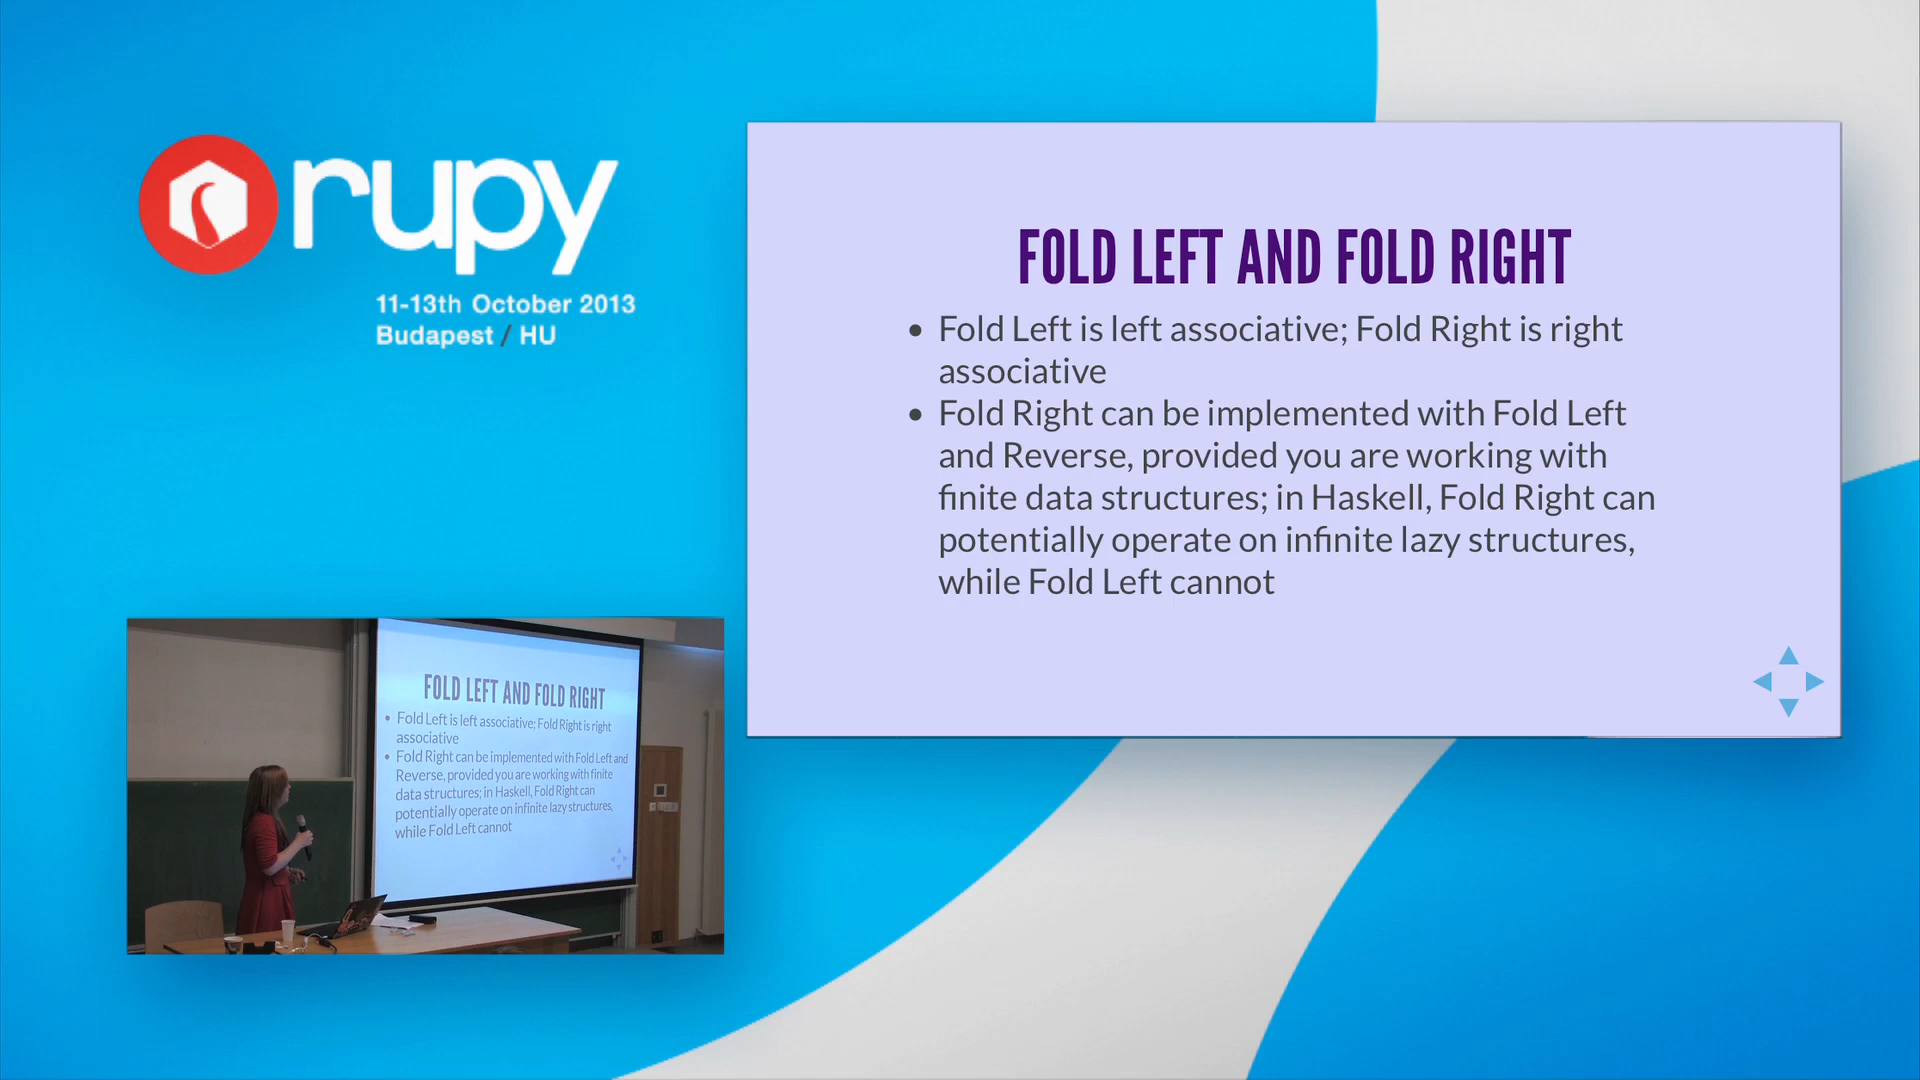 rupy
11-13th October 2013
Budapest / HU
FOLD LEFT AND FOLD RIGHT
• Fold Left is left associative; Fold Right is right
associative
• Fold Right can be implemented with Fold Left
and Reverse, provided you are working with
finite data structures; in Haskell, Fold Right can
potentially operate on infinite lazy structures,
while Fold Left cannot
FOLD LEFT AND FOLD RIGHT
• Fold Left is left associative; Fold Right is right
associative
• Fold Right can be implemented with Fold Left and
Reverse, provided you are working with finite
data structures; in Haskell, Fold Right can
potentially operate on infinite lazy structures,
while Fold Left cannot